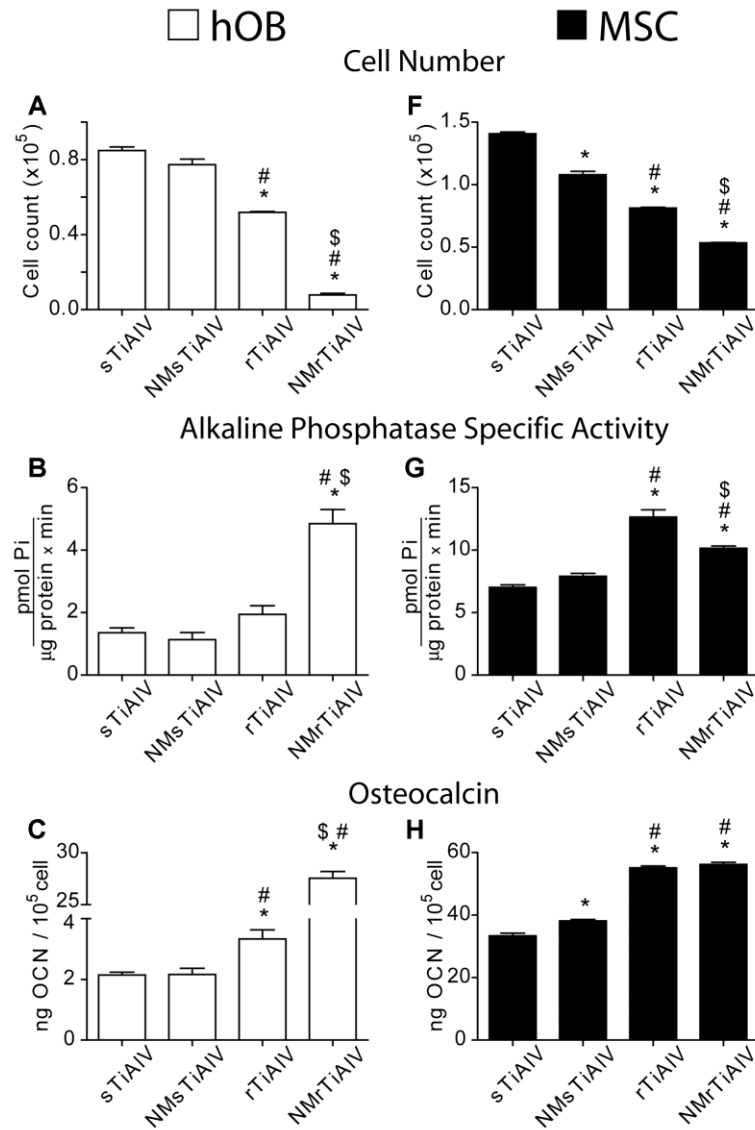 hOB
MSC
Cell Number
A
Cell count (x10⁵)
0.8
0.4
0.0
#
*
$
#
*
sTiAlV
NMsTiAlV
rTiAlV
NMrTiAlV
F
Cell count (x10⁵)
1.5
1.0
0.5
0.0
*
#
*
$
#
*
sTiAlV
NMsTiAlV
rTiAlV
NMrTiAlV
Alkaline Phosphatase Specific Activity
B
pmol Pi
µg protein x min
6
4
2
0
# $
*
sTiAlV
NMsTiAlV
rTiAlV
NMrTiAlV
G
pmol Pi
µg protein x min
15
10
5
0
#
*
$
#
*
sTiAlV
NMsTiAlV
rTiAlV
NMrTiAlV
Osteocalcin
C
ng OCN / 10⁵ cell
30
25
4
2
0
#
*
$ #
*
sTiAlV
NMsTiAlV
rTiAlV
NMrTiAlV
H
ng OCN / 10⁵ cell
60
40
20
0
*
#
*
#
*
sTiAlV
NMsTiAlV
rTiAlV
NMrTiAlV